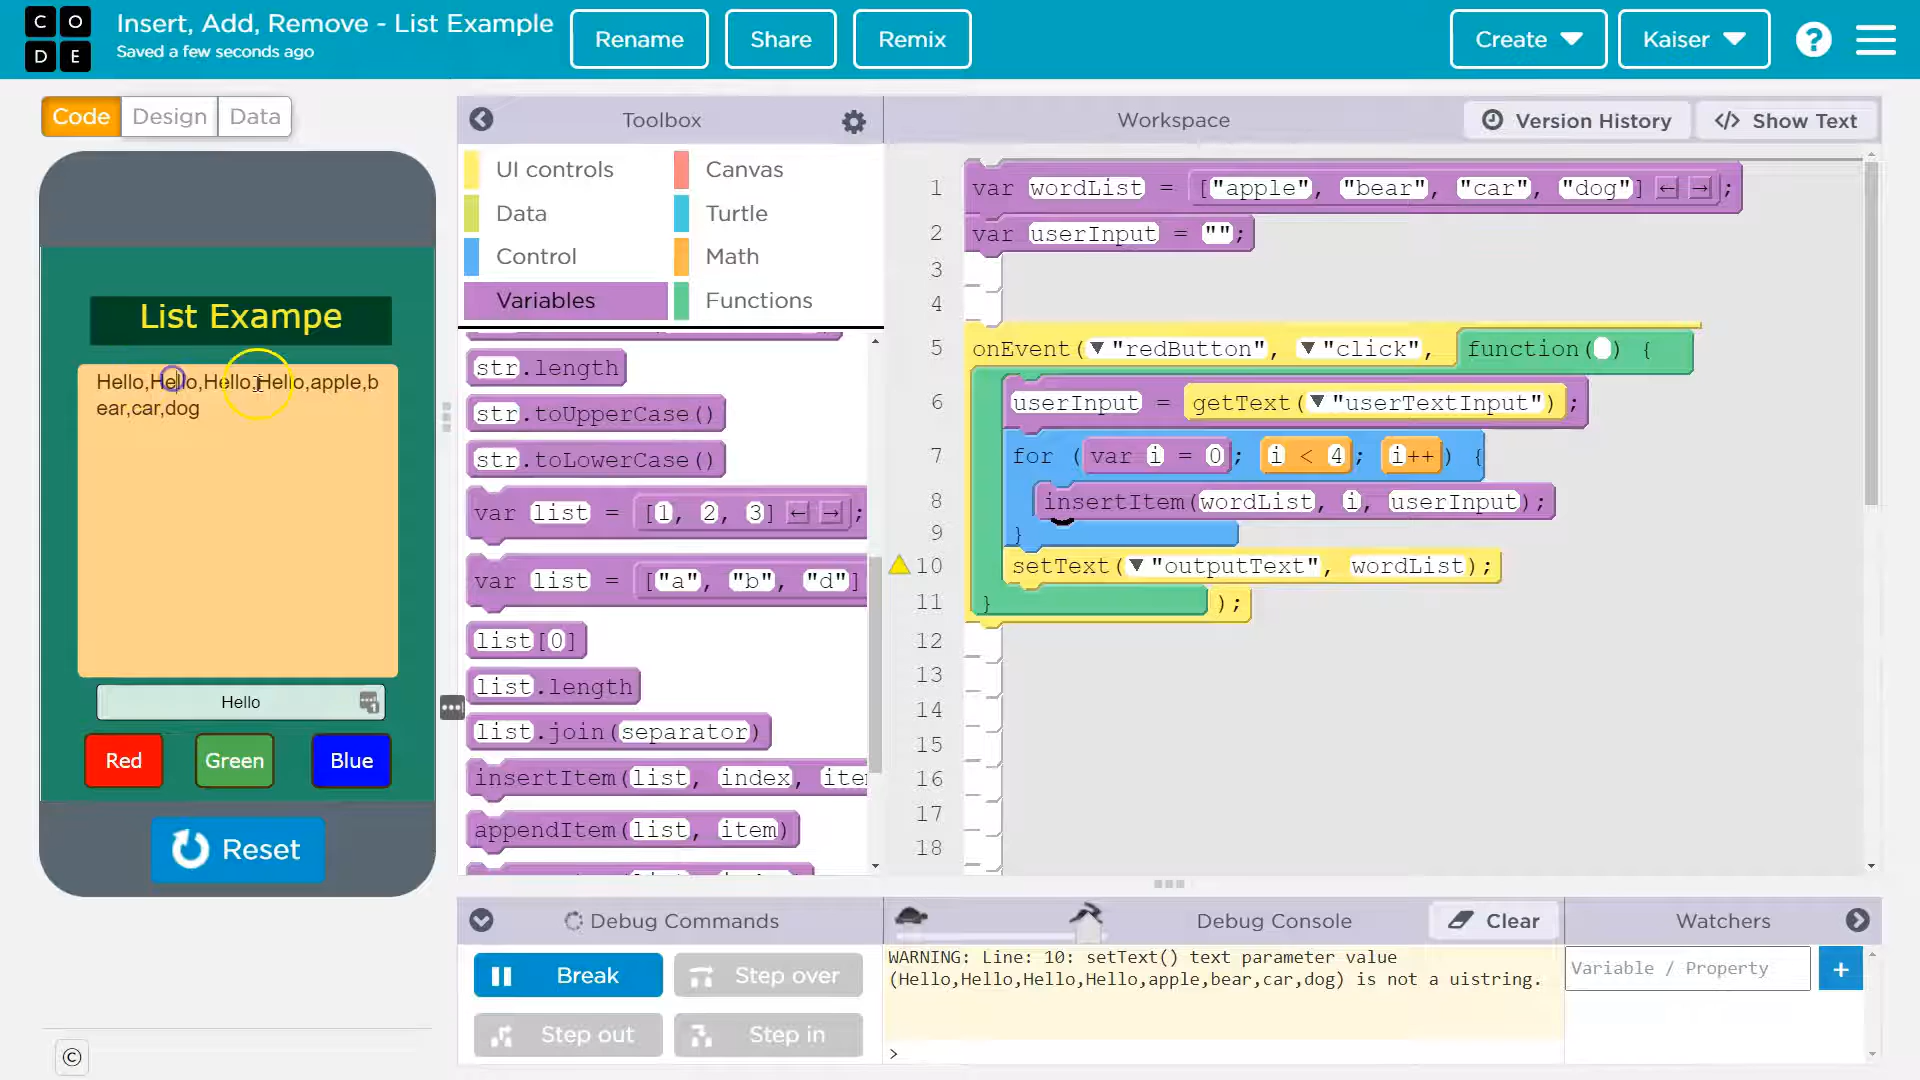 C O
D E
Insert, Add, Remove - List Example
Saved a few seconds ago
Rename
Share
Remix
Create
Kaiser
?
Code
Design
Data
List Exampe
Hello,Hello,Hello,Hello,apple,b
ear,car,dog
Hello
Red
Green
Blue
Reset
©
Toolbox
UI controls
Canvas
Data
Turtle
Control
Math
Variables
Functions
str.length
str.toUpperCase()
str.toLowerCase()
var list = [1, 2, 3] ← → ;
var list = ["a", "b", "d"]
list[0]
list.length
list.join(separator)
insertItem(list, index, ite
appendItem(list, item)
Workspace
Version History
</> Show Text
1 var wordList = ["apple", "bear", "car", "dog"] ← → ;
2 var userInput = "";
3
4
5 onEvent(▼"redButton", ▼"click", function( ) {
6 userInput = getText(▼"userTextInput");
7 for (var i = 0; i < 4; i++) {
8 insertItem(wordList, i, userInput);
9 }
10 setText(▼"outputText", wordList);
11 } );
12
13
14
15
16
17
18
Debug Commands
Break
Step over
Step out
Step in
Debug Console
Clear
WARNING: Line: 10: setText() text parameter value
(Hello,Hello,Hello,Hello,apple,bear,car,dog) is not a uistring.
>
Watchers
Variable / Property
+